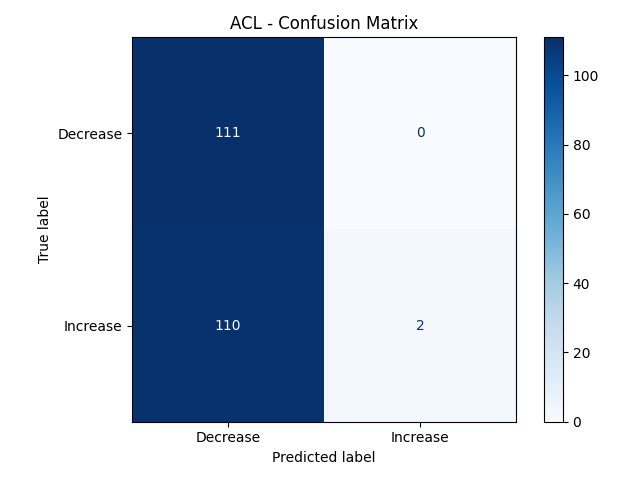 ACL - Confusion Matrix
True label
Decrease
111
0
Increase
110
2
Decrease
Increase
Predicted label
100
80
60
40
20
0